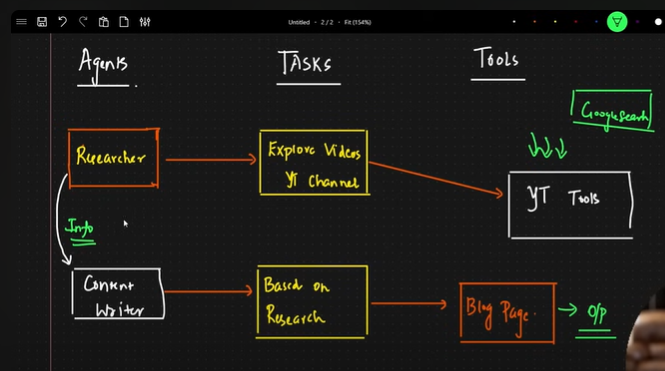 Untitled - 2 / 2 - Fit (154%)
Agents
TASKS
Tools
GoogleSearch
Researcher
Explore Videos
YT Channel
YT Tools
Info
Content
Writer
Based on
Research
Blog Page.
O/P